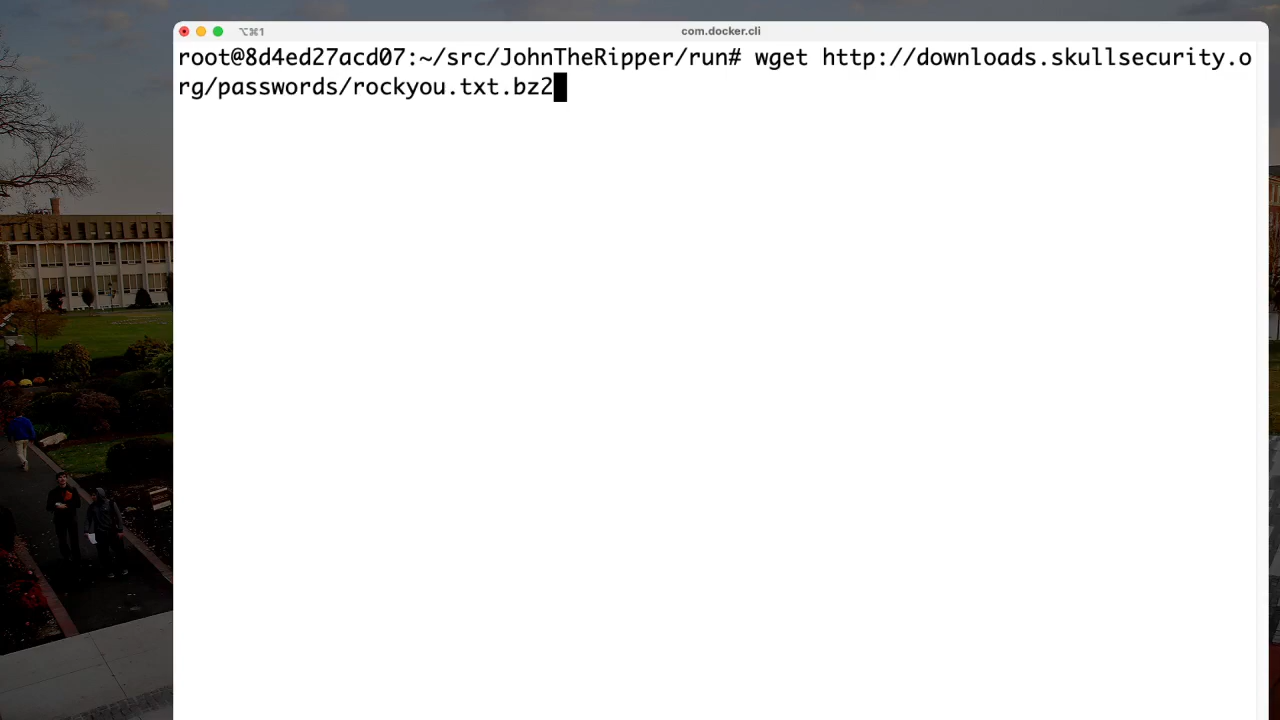 ⌥⌘1
com.docker.cli
root@8d4ed27acd07:~/src/JohnTheRipper/run# wget http://downloads.skullsecurity.o
rg/passwords/rockyou.txt.bz2